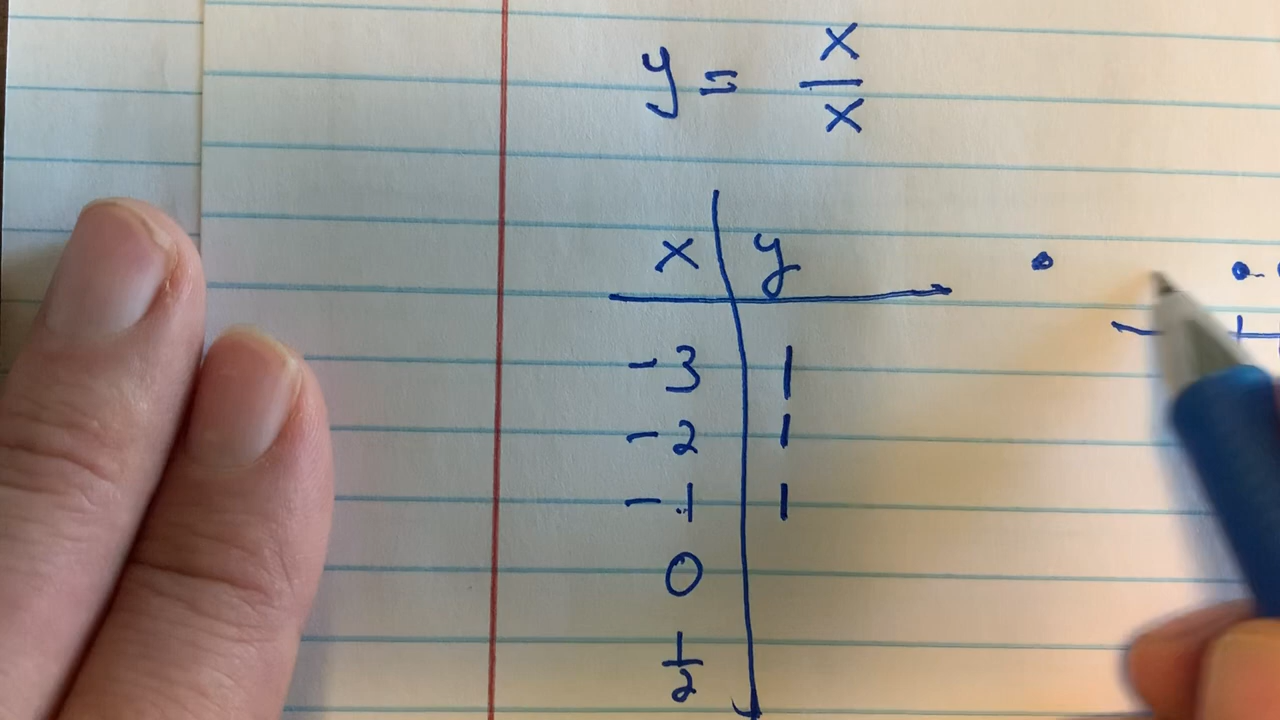 y = x/x
x y
-3 1
-2 1
-1 1
0
1/2